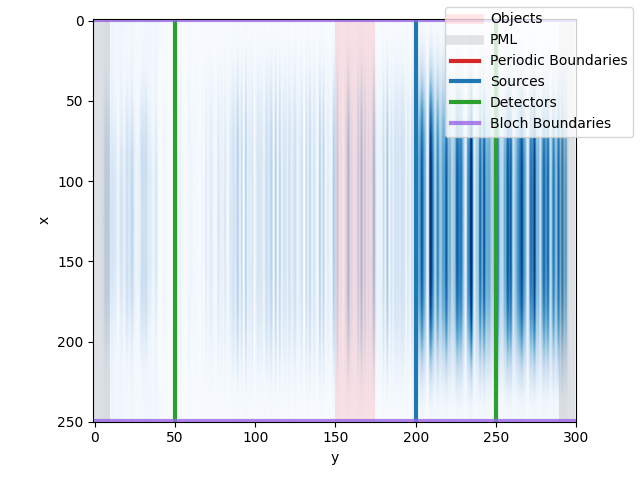 Objects
PML
Periodic Boundaries
Sources
Detectors
Bloch Boundaries
0
50
100
150
200
250
x
0
50
100
150
200
250
300
y